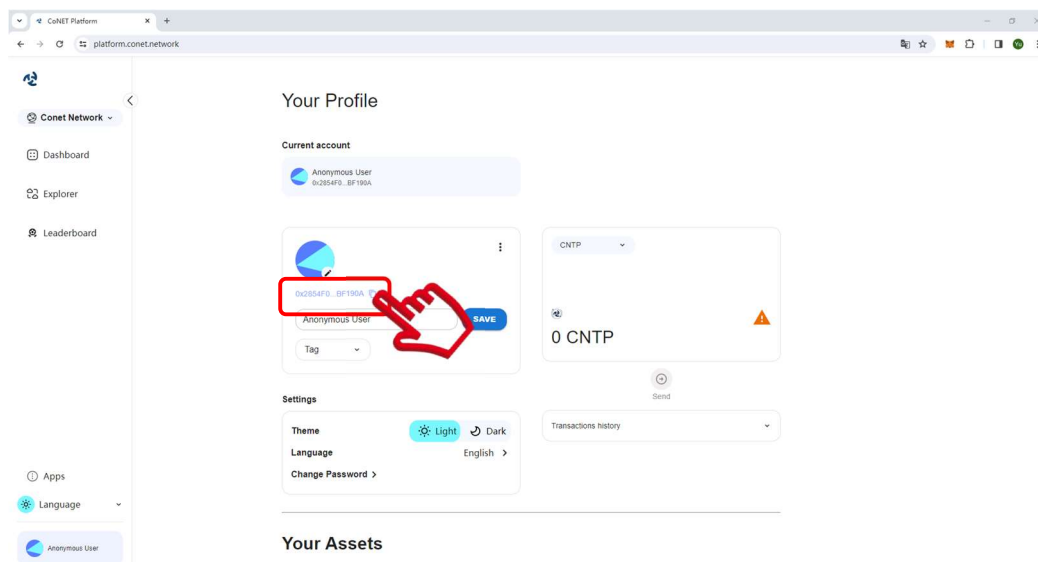 CoNET Platform
platform.conet.network
Yu
Conet Network
Dashboard
Explorer
Leaderboard
Apps
Language
Anonymous User
Your Profile
Current account
Anonymous User
0x2854F0...BF190A
0x2854F0...BF190A
Anonymous User
SAVE
Tag
CNTP
0 CNTP
Send
Transactions history
Settings
Theme
Light
Dark
Language
English
Change Password
Your Assets